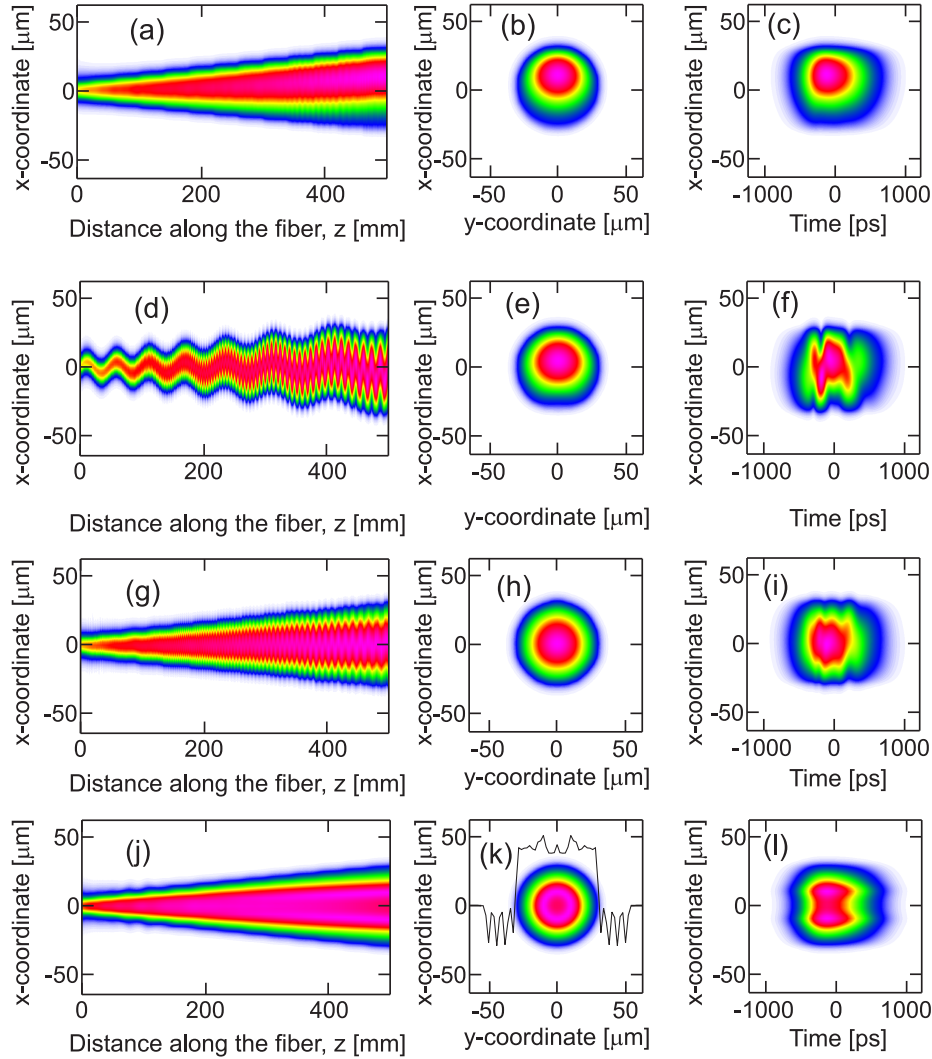 x-coordinate [μm]
50
0
-50
(a)
0
200
400
Distance along the fiber, z [mm]
x-coordinate [μm]
50
0
-50
(b)
-50
0
50
y-coordinate [μm]
x-coordinate [μm]
50
0
-50
(c)
-1000
0
1000
Time [ps]
x-coordinate [μm]
50
0
-50
(d)
0
200
400
Distance along the fiber, z [mm]
x-coordinate [μm]
50
0
-50
(e)
-50
0
50
y-coordinate [μm]
x-coordinate [μm]
50
0
-50
(f)
-1000
0
1000
Time [ps]
x-coordinate [μm]
50
0
-50
(g)
0
200
400
Distance along the fiber, z [mm]
x-coordinate [μm]
50
0
-50
(h)
-50
0
50
y-coordinate [μm]
x-coordinate [μm]
50
0
-50
(i)
-1000
0
1000
Time [ps]
x-coordinate [μm]
50
0
-50
(j)
0
200
400
Distance along the fiber, z [mm]
x-coordinate [μm]
50
0
-50
(k)
-50
0
50
y-coordinate [μm]
x-coordinate [μm]
50
0
-50
(l)
-1000
0
1000
Time [ps]